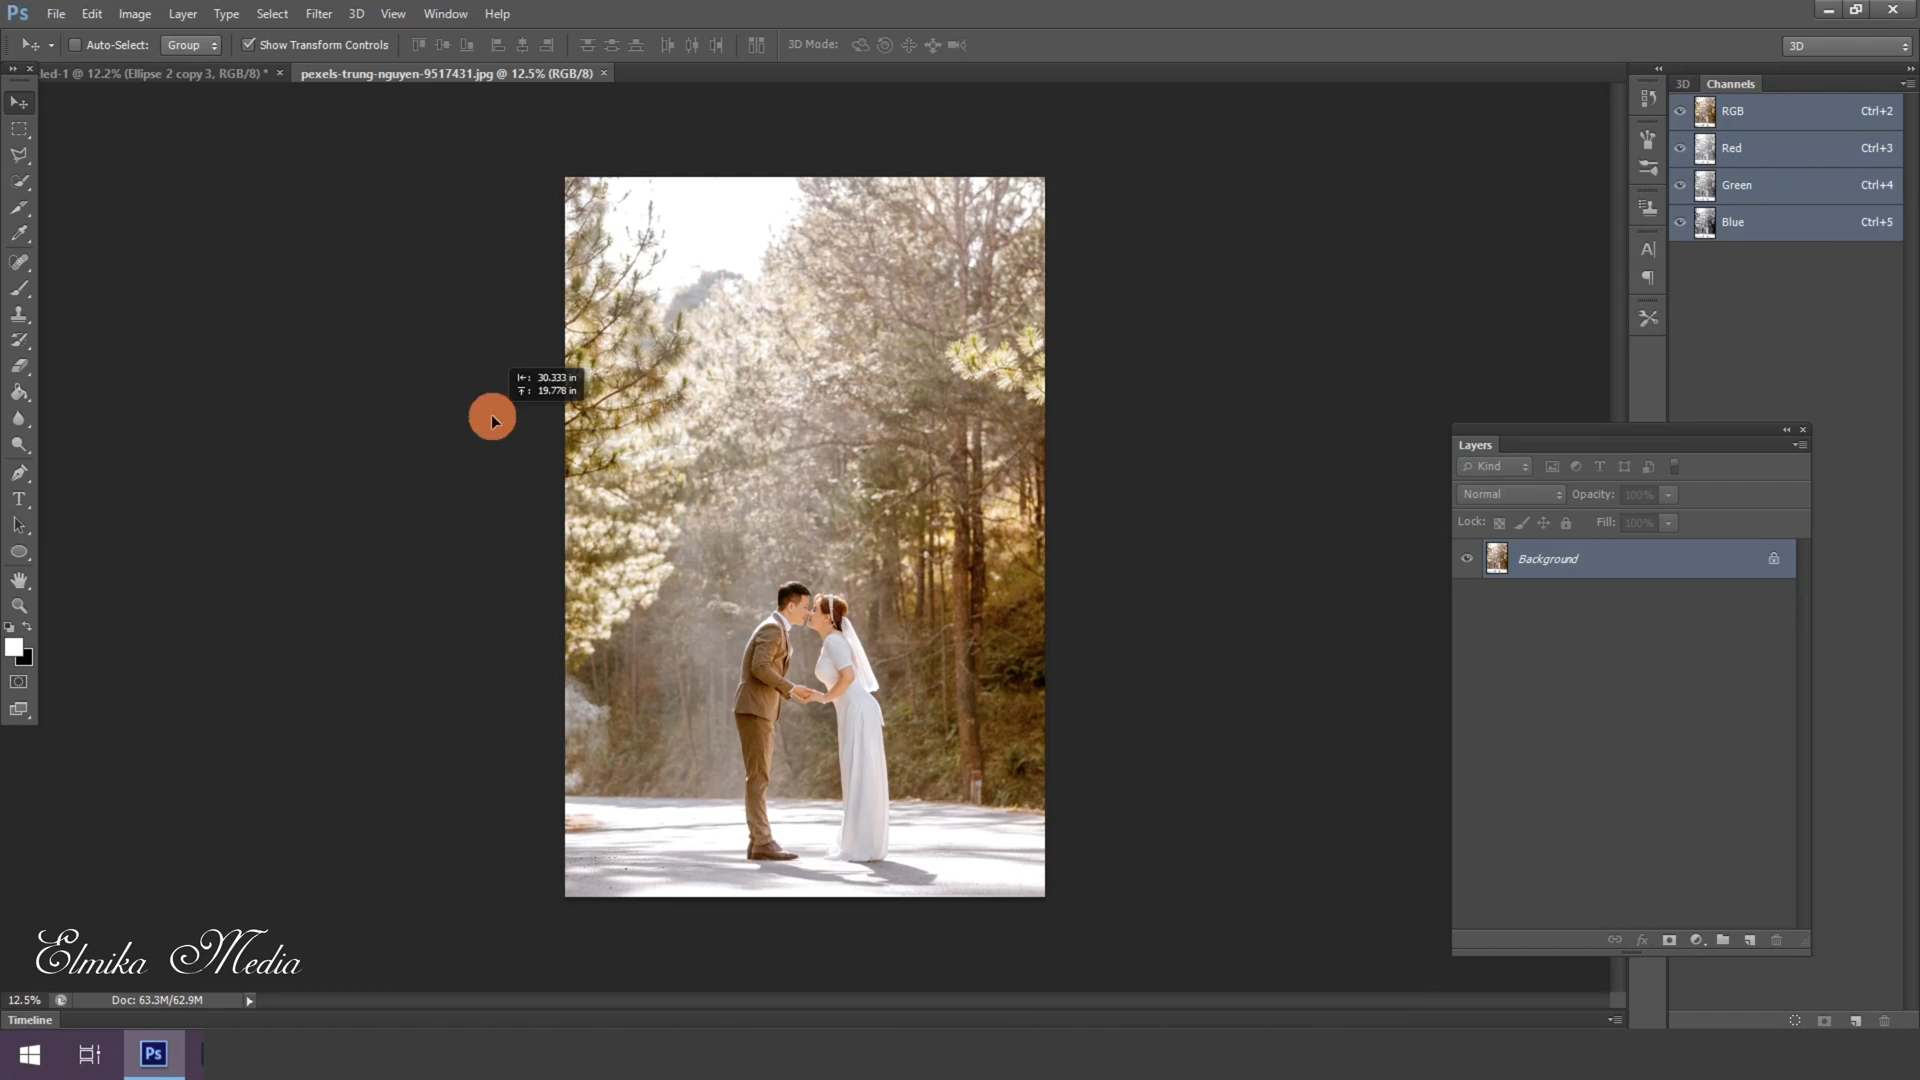 Ps File Edit Image Layer Type Select Filter 3D View Window Help
Auto-Select: Group Show Transform Controls 3D Mode: 3D
led-1 @ 12.2% (Ellipse 2 copy 3, RGB/8) * × pexels-trung-nguyen-9517431.jpg @ 12.5% (RGB/8) ×
3D Channels
RGB Ctrl+2
Red Ctrl+3
Green Ctrl+4
Blue Ctrl+5
30.333 in
19.778 in
Layers
Kind
Normal Opacity: 100%
Lock: Fill: 100%
Background
Elmika Media
12.5% Doc: 63.3M/62.9M
Timeline
Ps